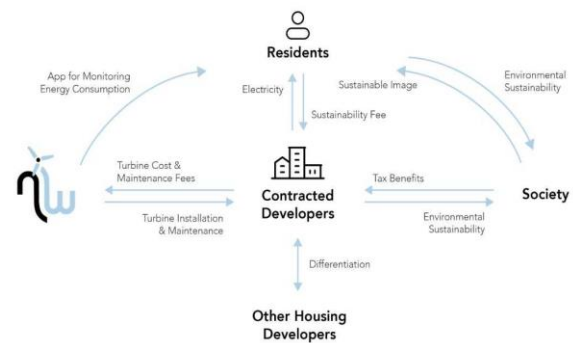 Residents
App for Monitoring
Energy Consumption
Electricity
Sustainable Image
Environmental
Sustainability
Sustainability Fee
Turbine Cost &
Maintenance Fees
Contracted
Developers
Tax Benefits
Society
Turbine Installation
& Maintenance
Environmental
Sustainability
Differentiation
Other Housing
Developers